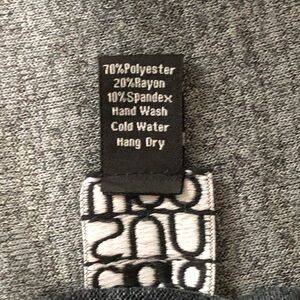 70%Polyester
20%Rayon
10%Spandex
Hand Wash
Cold Water
Hang Dry